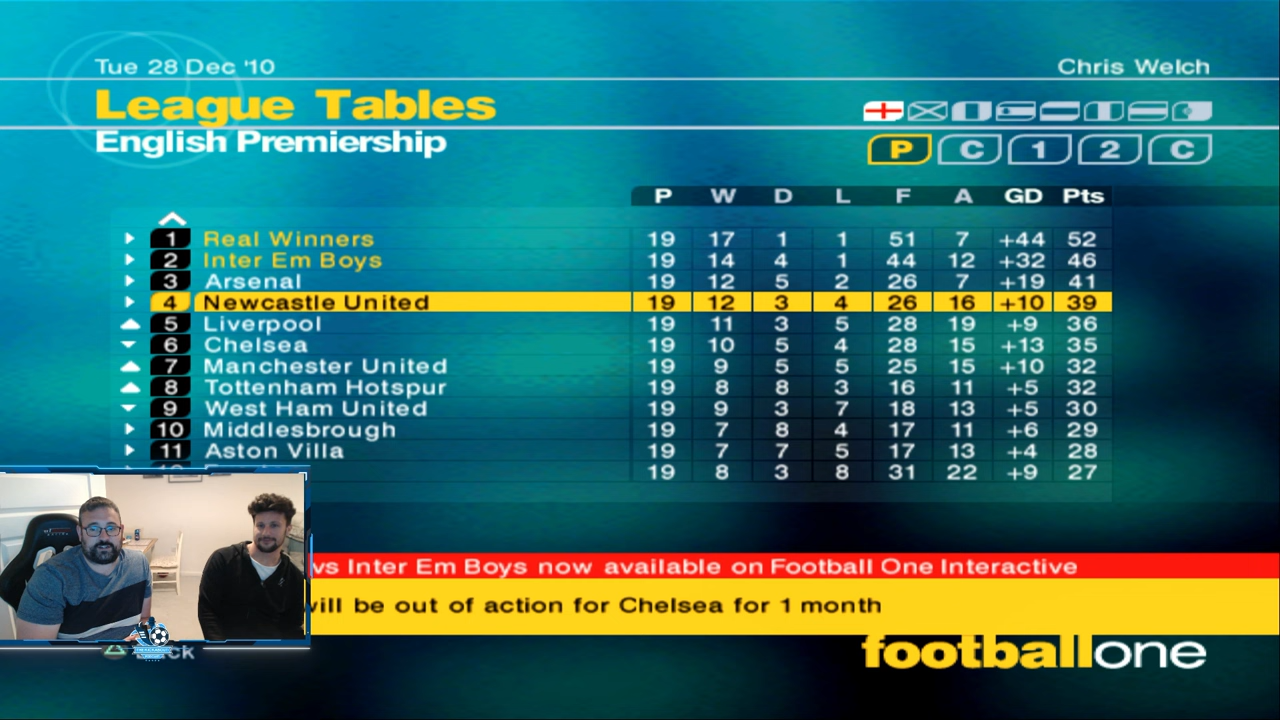 Tue 28 Dec '10
Chris Welch
League Tables
English Premiership
P C 1 2 C
P W D L F A GD Pts
1 Real Winners 19 17 1 1 51 7 +44 52
2 Inter Em Boys 19 14 4 1 44 12 +32 46
3 Arsenal 19 12 5 2 26 7 +19 41
4 Newcastle United 19 12 3 4 26 16 +10 39
5 Liverpool 19 11 3 5 28 19 +9 36
6 Chelsea 19 10 5 4 28 15 +13 35
7 Manchester United 19 9 5 5 25 15 +10 32
8 Tottenham Hotspur 19 8 8 3 16 11 +5 32
9 West Ham United 19 9 3 7 18 13 +5 30
10 Middlesbrough 19 7 8 4 17 11 +6 29
11 Aston Villa 19 7 7 5 17 13 +4 28
19 8 3 8 31 22 +9 27
vs Inter Em Boys now available on Football One Interactive
will be out of action for Chelsea for 1 month
footballone